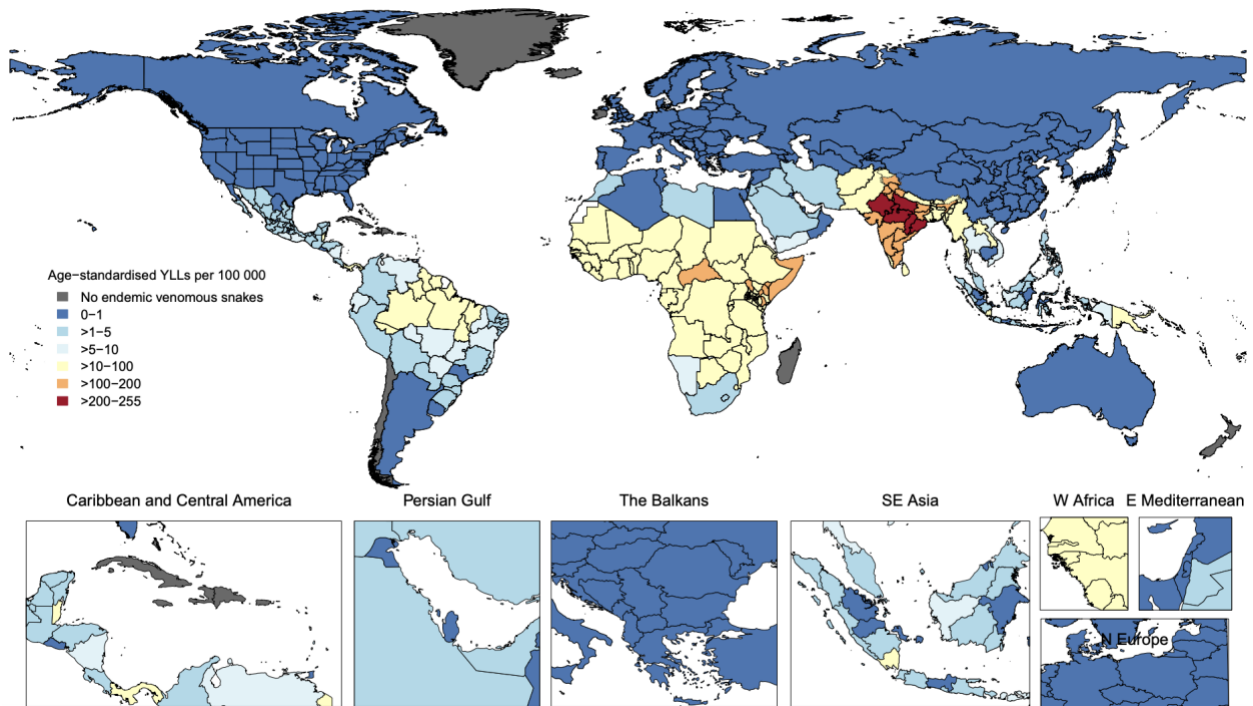 Age-standardised YLLs per 100 000
No endemic venomous snakes
0−1
>1−5
>5−10
>10−100
>100−200
>200−255
Caribbean and Central America
Persian Gulf
The Balkans
SE Asia
W Africa
E Mediterranean
N Europe